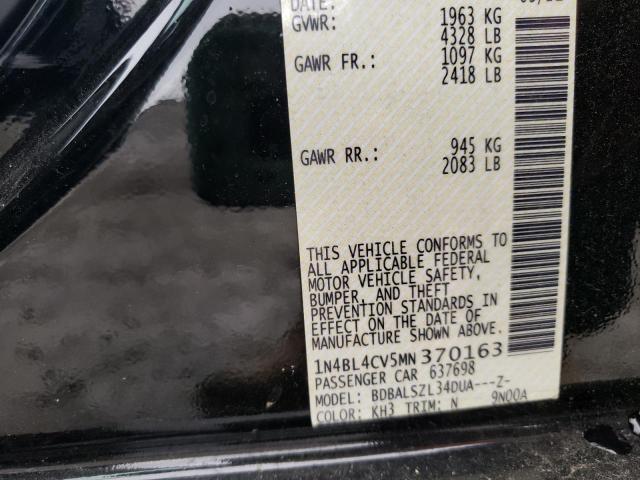 DATE:
GVWR: 1963 KG
4328 LB
GAWR FR.: 1097 KG
2418 LB
GAWR RR.: 945 KG
2083 LB
THIS VEHICLE CONFORMS TO
ALL APPLICABLE FEDERAL
MOTOR VEHICLE SAFETY,
BUMPER, AND THEFT
PREVENTION STANDARDS IN
EFFECT ON THE DATE OF
MANUFACTURE SHOWN ABOVE.
1N4BL4CV5MN370163
PASSENGER CAR 637698
MODEL: BDBALSZL34DUA---Z-
COLOR: KH3 TRIM: N 9N00A